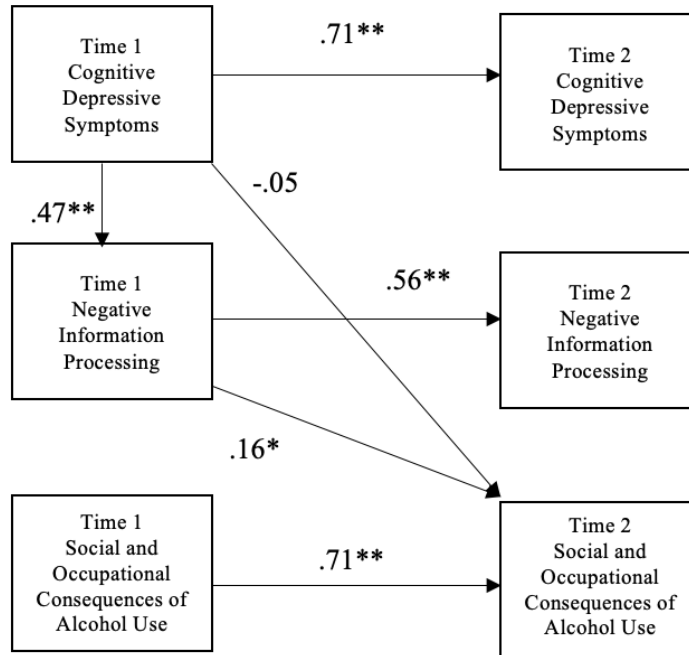 Time 1
Cognitive
Depressive
Symptoms
.71**
Time 2
Cognitive
Depressive
Symptoms
-.05
.47**
Time 1
Negative
Information
Processing
.56**
Time 2
Negative
Information
Processing
.16*
Time 1
Social and
Occupational
Consequences of
Alcohol Use
.71**
Time 2
Social and
Occupational
Consequences of
Alcohol Use